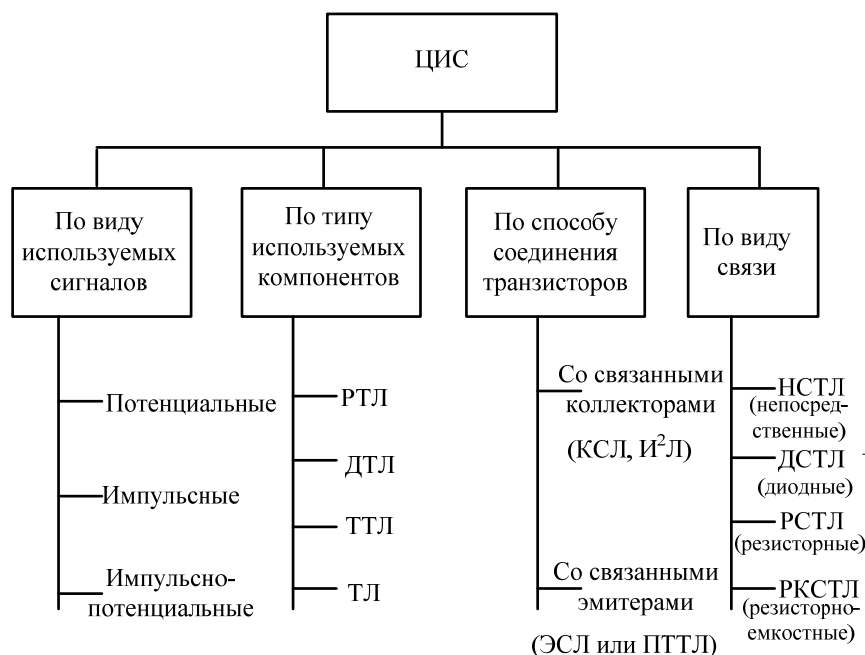 ЦИС
По виду
используемых
сигналов
Потенциальные
Импульсные
Импульсно-
потенциальные
По типу
используемых
компонентов
РТЛ
ДТЛ
ТТЛ
ТЛ
По способу
соединения
транзисторов
Со связанными
коллекторами
(КСЛ, И²Л)
Со связанными
эмитерами
(ЭСЛ или ПТТЛ)
По виду
связи
НСТЛ
(непосред-
ственные)
ДСТЛ
(диодные)
РСТЛ
(резисторные)
РКСТЛ
(резисторно-
емкостные)